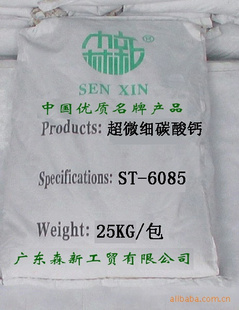 森新
SEN XIN
中国优质名牌产品
Products: 超微细碳酸钙
Specifications: ST-6085
Weight: 25KG/包
广东森新工贸有限公司
alibaba.com.cn